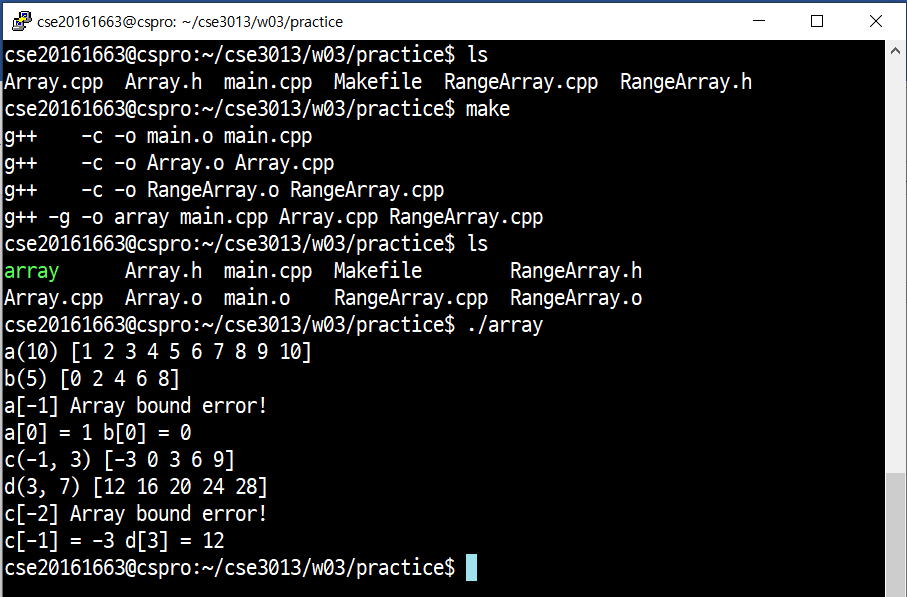 cse20161663@cspro: ~/cse3013/w03/practice
cse20161663@cspro:~/cse3013/w03/practice$ ls
Array.cpp  Array.h  main.cpp  Makefile  RangeArray.cpp  RangeArray.h
cse20161663@cspro:~/cse3013/w03/practice$ make
g++    -c -o main.o main.cpp
g++    -c -o Array.o Array.cpp
g++    -c -o RangeArray.o RangeArray.cpp
g++ -g -o array main.cpp Array.cpp RangeArray.cpp
cse20161663@cspro:~/cse3013/w03/practice$ ls
array      Array.h  main.cpp  Makefile        RangeArray.h
Array.cpp  Array.o  main.o    RangeArray.cpp  RangeArray.o
cse20161663@cspro:~/cse3013/w03/practice$ ./array
a(10) [1 2 3 4 5 6 7 8 9 10]
b(5) [0 2 4 6 8]
a[-1] Array bound error!
a[0] = 1 b[0] = 0
c(-1, 3) [-3 0 3 6 9]
d(3, 7) [12 16 20 24 28]
c[-2] Array bound error!
c[-1] = -3 d[3] = 12
cse20161663@cspro:~/cse3013/w03/practice$